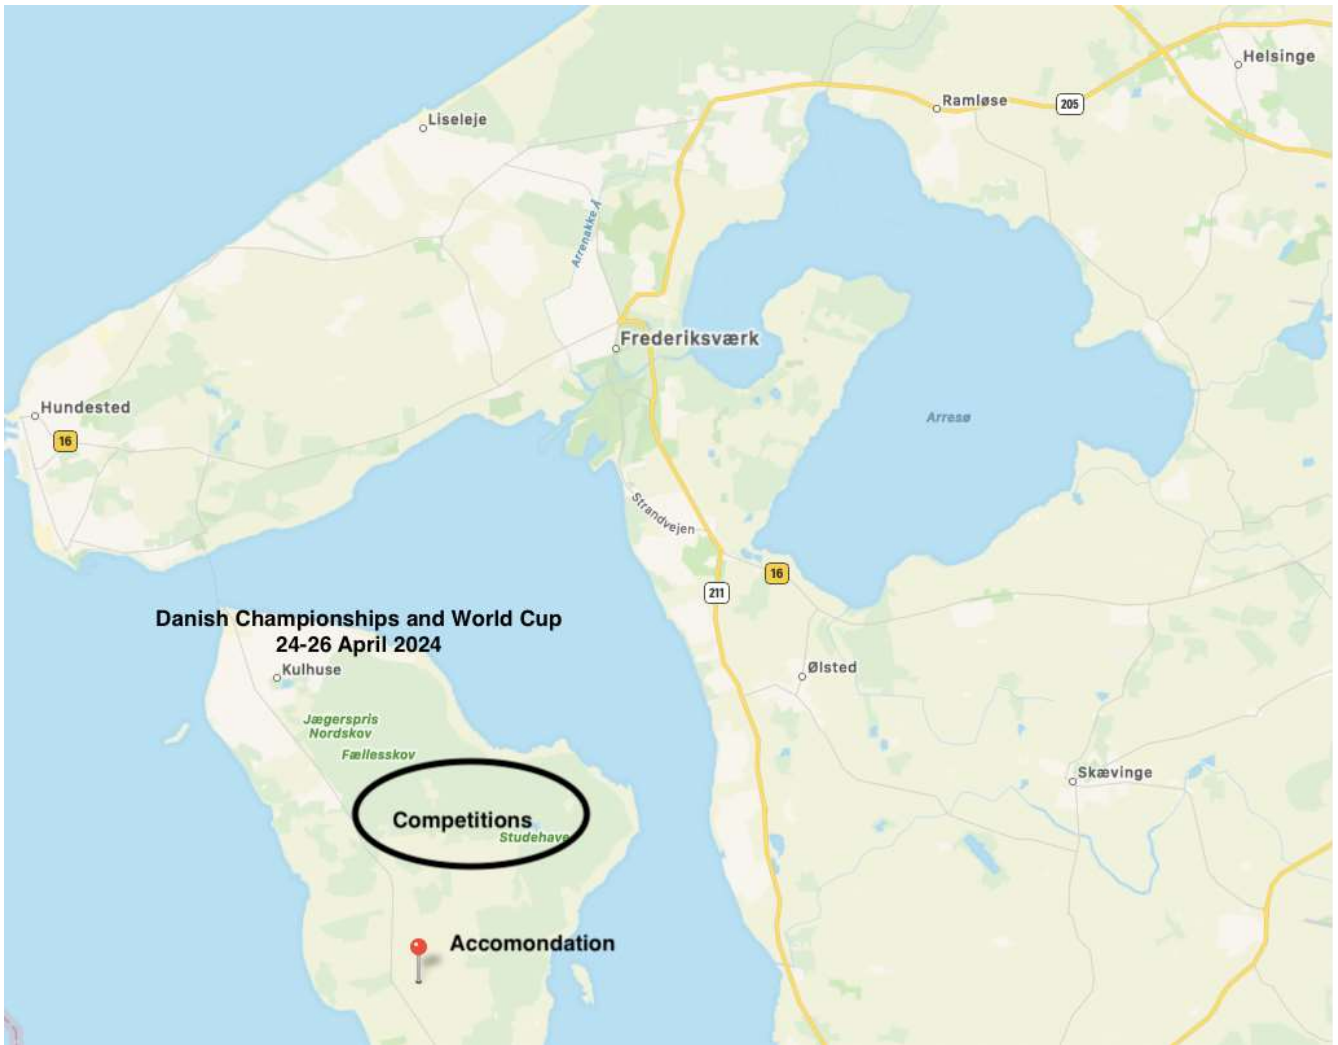 Helsinge
Ramløse
205
Liseleje
Arrenakke Å
Frederiksværk
Hundested
16
Arresø
Strandvejen
16
211
Danish Championships and World Cup
24-26 April 2024
Kulhuse
Ølsted
Jægerspris
Nordskov
Fællesskov
Skævinge
Competitions
Studehave
Accomondation